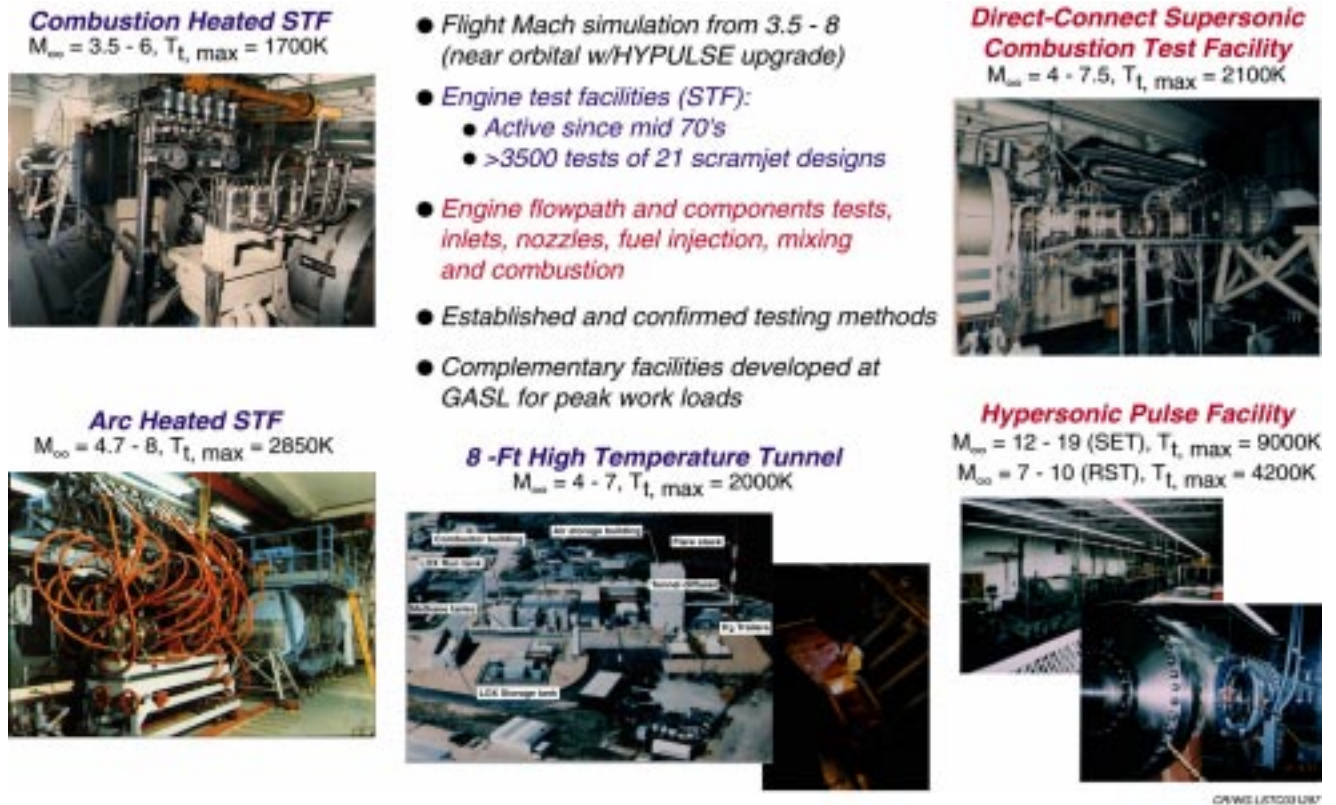 Combustion Heated STF
M∞ = 3.5 - 6, Tt, max = 1700K
● Flight Mach simulation from 3.5 - 8
(near orbital w/HYPULSE upgrade)
● Engine test facilities (STF):
● Active since mid 70's
● >3500 tests of 21 scramjet designs
● Engine flowpath and components tests,
inlets, nozzles, fuel injection, mixing
and combustion
● Established and confirmed testing methods
● Complementary facilities developed at
GASL for peak work loads
Direct-Connect Supersonic
Combustion Test Facility
M∞ = 4 - 7.5, Tt, max = 2100K
Arc Heated STF
M∞ = 4.7 - 8, Tt, max = 2850K
8 -Ft High Temperature Tunnel
M∞ = 4 - 7, Tt, max = 2000K
Combustor building
Air storage building
Flare stack
LOX Run tank
Tunnel diffuser
Methane tanks
Trailers
LOX Storage tank
Hypersonic Pulse Facility
M∞ = 12 - 19 (SET), Tt, max = 9000K
M∞ = 7 - 10 (RST), Tt, max = 4200K